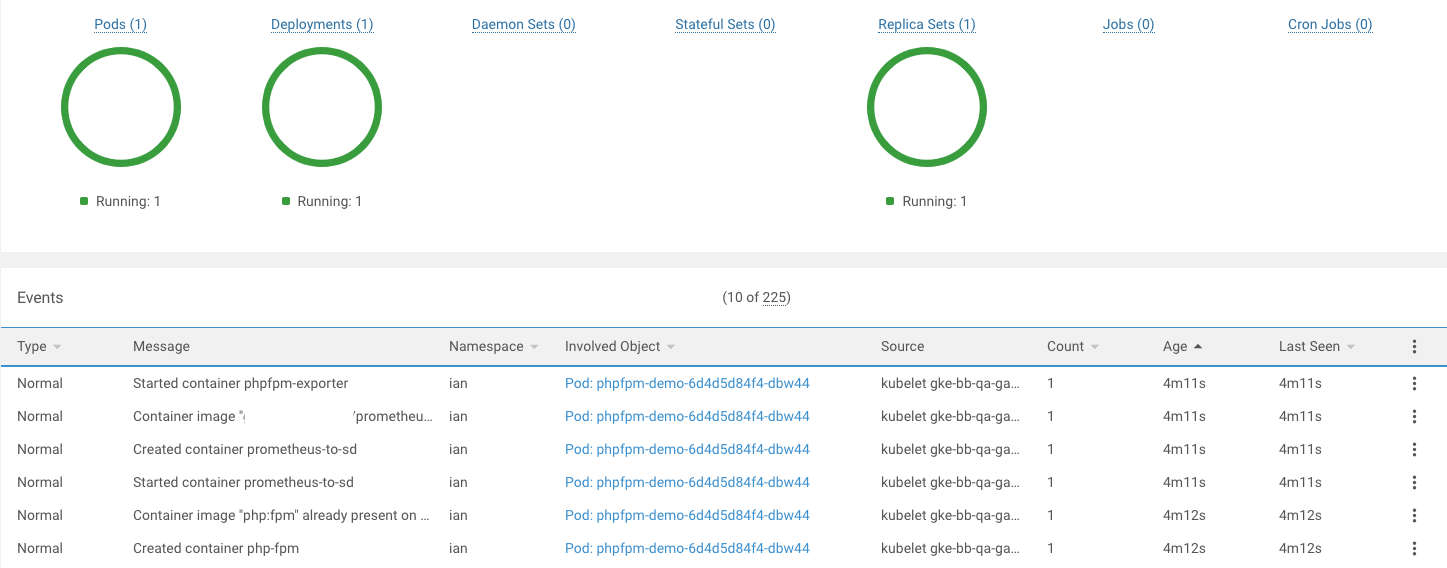 Pods (1) Deployments (1) Daemon Sets (0) Stateful Sets (0) Replica Sets (1) Jobs (0) Cron Jobs (0)
Running: 1 Running: 1 Running: 1
Events (10 of 225)
Type Message Namespace Involved Object Source Count Age Last Seen
Normal Started container phpfpm-exporter ian Pod: phpfpm-demo-6d4d5d84f4-dbw44 kubelet gke-bb-qa-ga... 1 4m11s 4m11s
Normal Container image " /prometheu... ian Pod: phpfpm-demo-6d4d5d84f4-dbw44 kubelet gke-bb-qa-ga... 1 4m11s 4m11s
Normal Created container prometheus-to-sd ian Pod: phpfpm-demo-6d4d5d84f4-dbw44 kubelet gke-bb-qa-ga... 1 4m11s 4m11s
Normal Started container prometheus-to-sd ian Pod: phpfpm-demo-6d4d5d84f4-dbw44 kubelet gke-bb-qa-ga... 1 4m11s 4m11s
Normal Container image "php:fpm" already present on ... ian Pod: phpfpm-demo-6d4d5d84f4-dbw44 kubelet gke-bb-qa-ga... 1 4m12s 4m12s
Normal Created container php-fpm ian Pod: phpfpm-demo-6d4d5d84f4-dbw44 kubelet gke-bb-qa-ga... 1 4m12s 4m12s